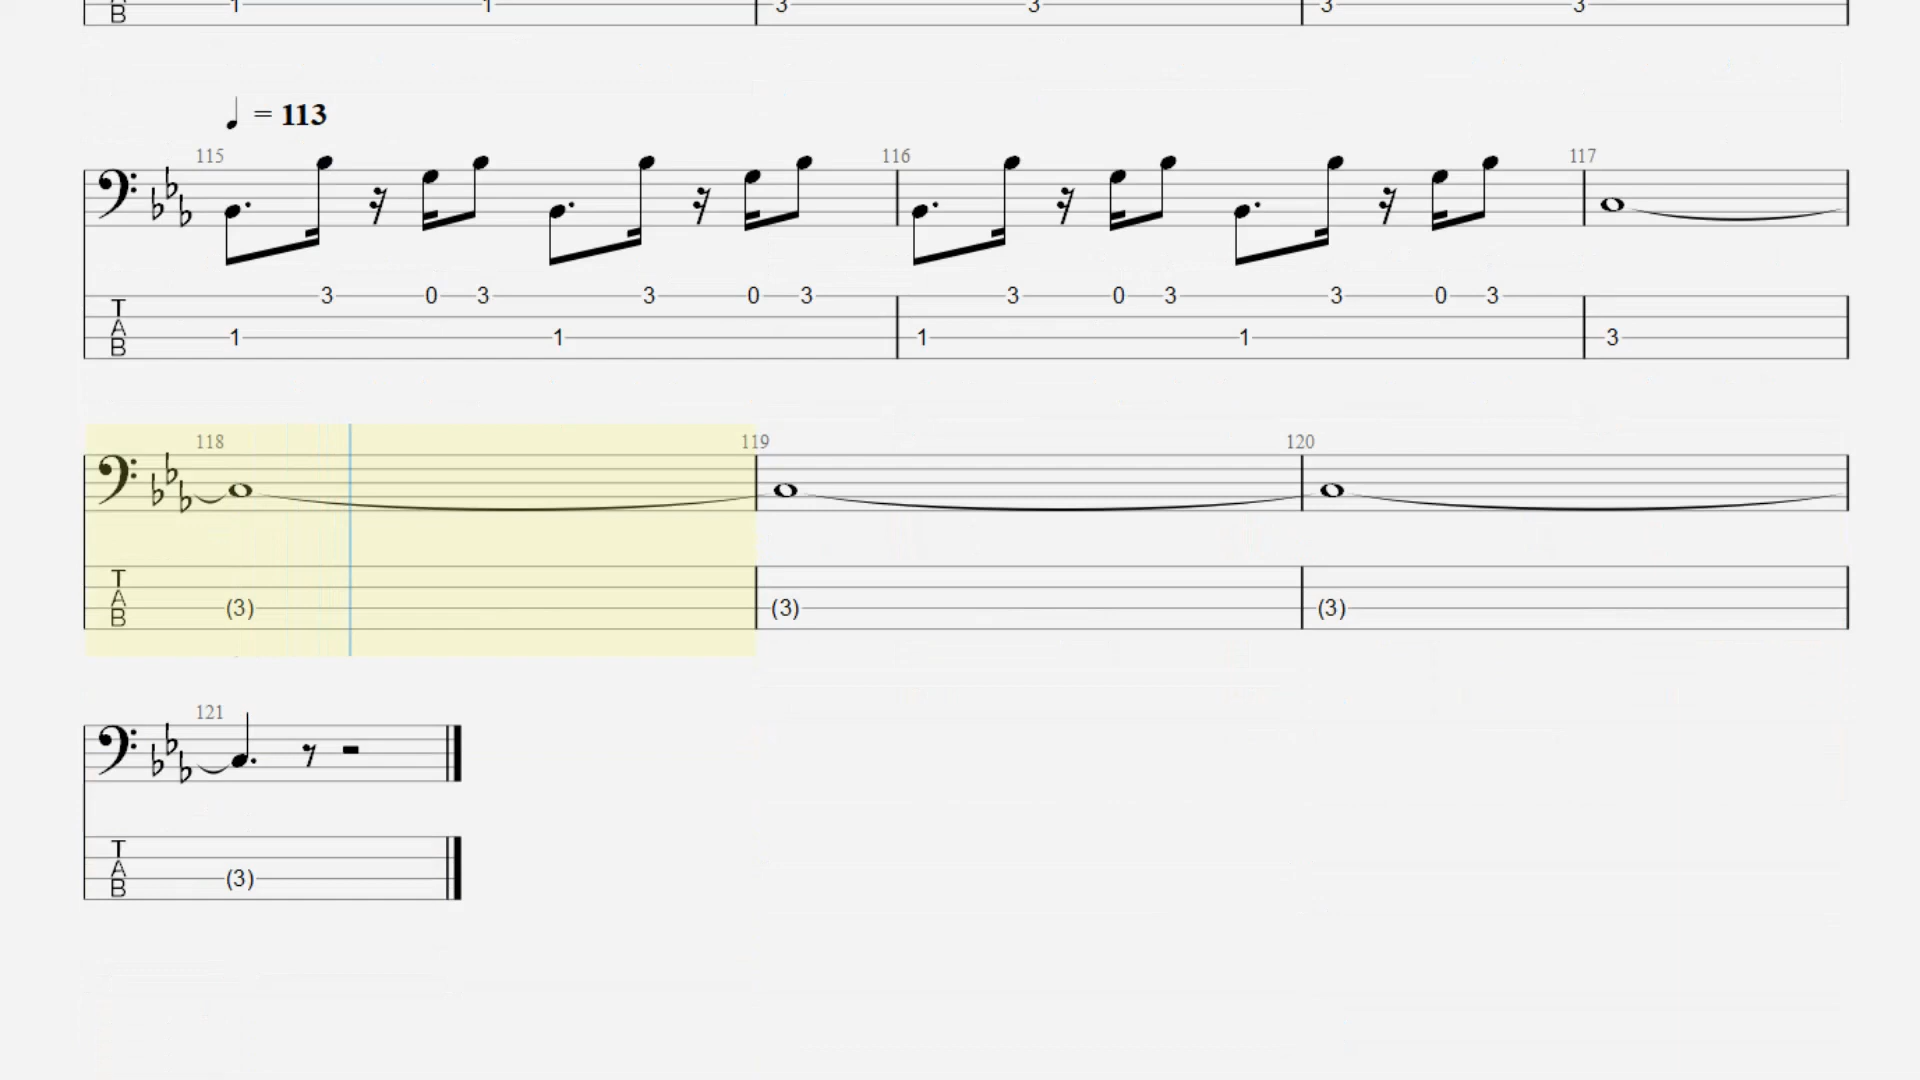 B 1 1 3 3 3 3
= 113
115 116 117
T 3 0 3 3 0 3 3 0 3 3 0 3
A
B 1 1 1 1 3
118 119 120
T
A
B (3) (3) (3)
121
T
A
B (3)